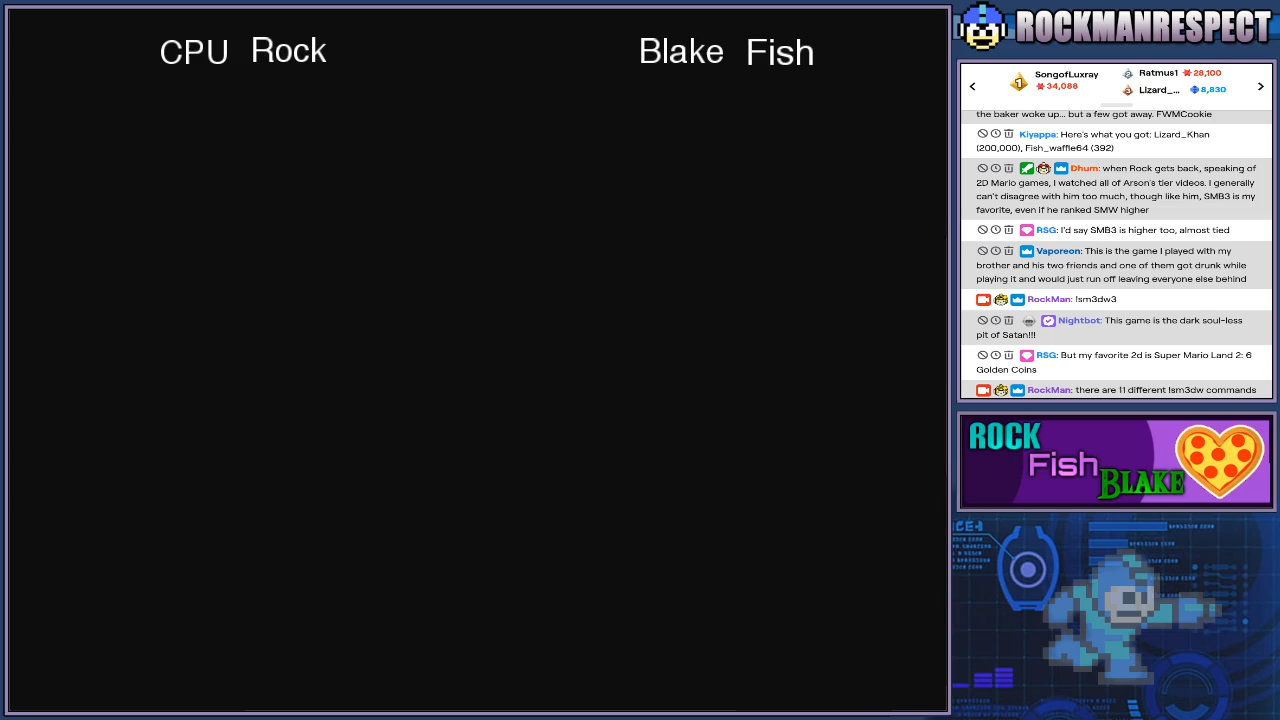 CPU Rock
Blake Fish
ROCKMANRESPECT
SongofLuxray
34,088
Ratmus1 28,100
Lizard_... 8,830
the baker woke up... but a few got away. FWMCookie
Kiyappa: Here's what you got: Lizard_Khan
(200,000), Fish_waffle64 (392)
Dhum: when Rock gets back, speaking of
2D Mario games, I watched all of Arson's tier videos. I generally
can't disagree with him too much, though like him, SMB3 is my
favorite, even if he ranked SMW higher
RSG: I'd say SMB3 is higher too, almost tied
Vaporeon: This is the game I played with my
brother and his two friends and one of them got drunk while
playing it and would just run off leaving everyone else behind
RockMan: !sm3dw3
Nightbot: This game is the dark soul-less
pit of Satan!!!
RSG: But my favorite 2d is Super Mario Land 2: 6
Golden Coins
RockMan: there are 11 different !sm3dw commands
ROCK
Fish
BLAKE